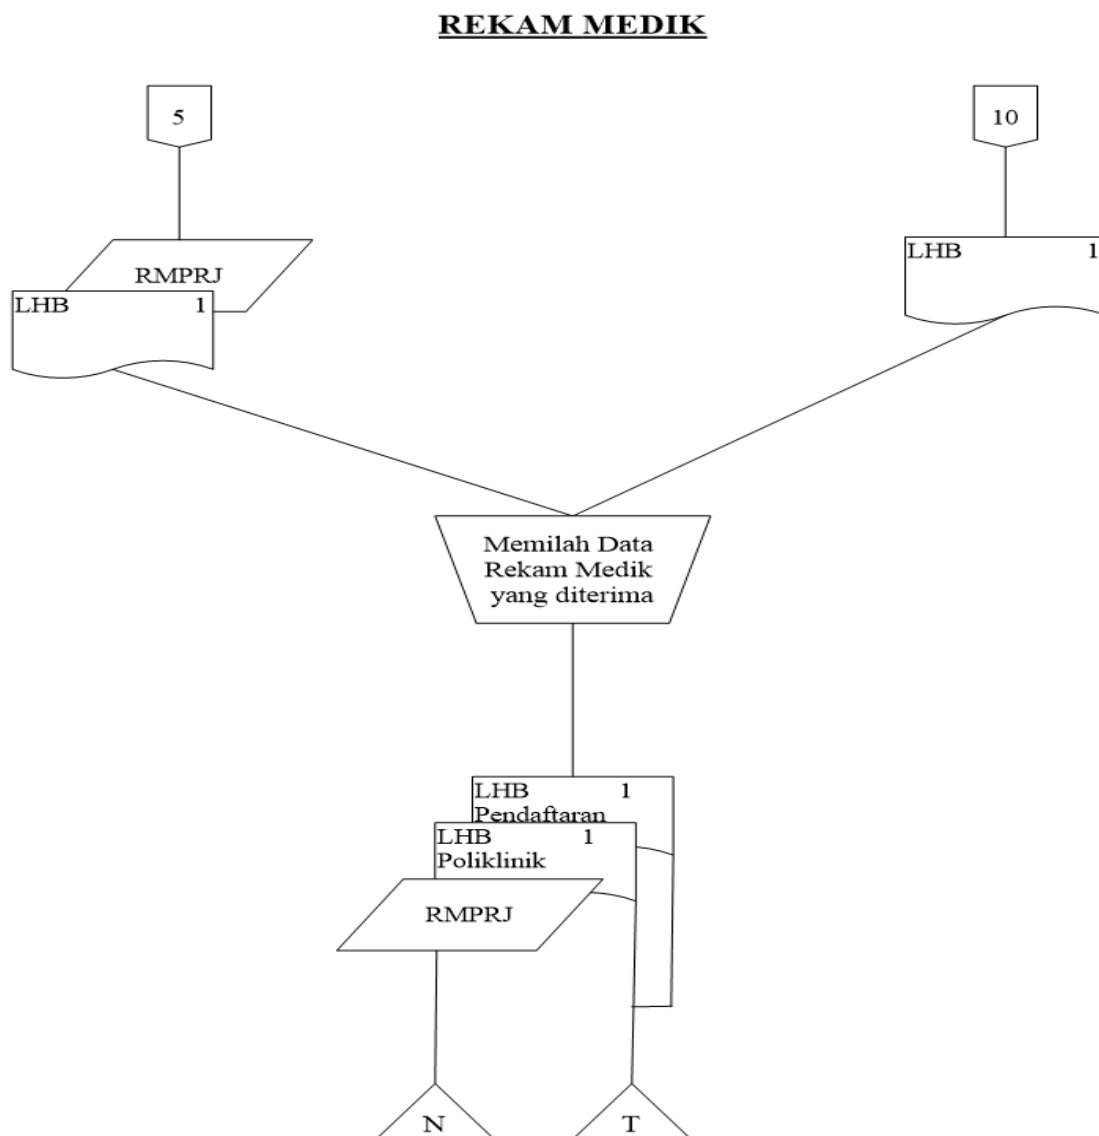 REKAM MEDIK
5
10
RMPRJ
LHB 1
LHB 1
Memilah Data
Rekam Medik
yang diterima
LHB 1
Pendaftaran
LHB 1
Poliklinik
RMPRJ
N
T